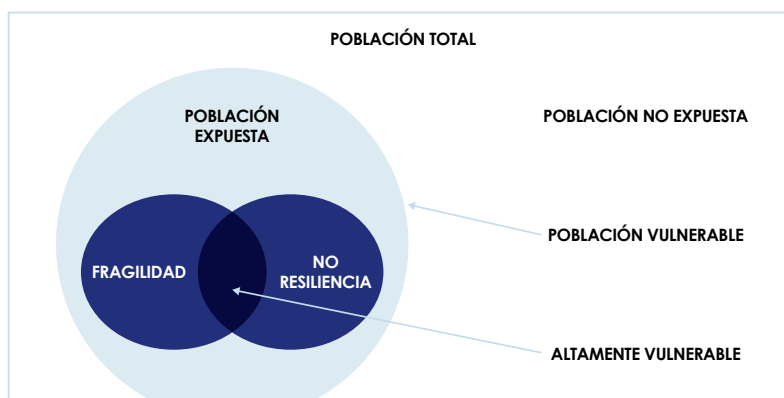 POBLACIÓN TOTAL
POBLACIÓN
EXPUESTA
POBLACIÓN NO EXPUESTA
POBLACIÓN VULNERABLE
FRAGILIDAD
NO
RESILIENCIA
ALTAMENTE VULNERABLE